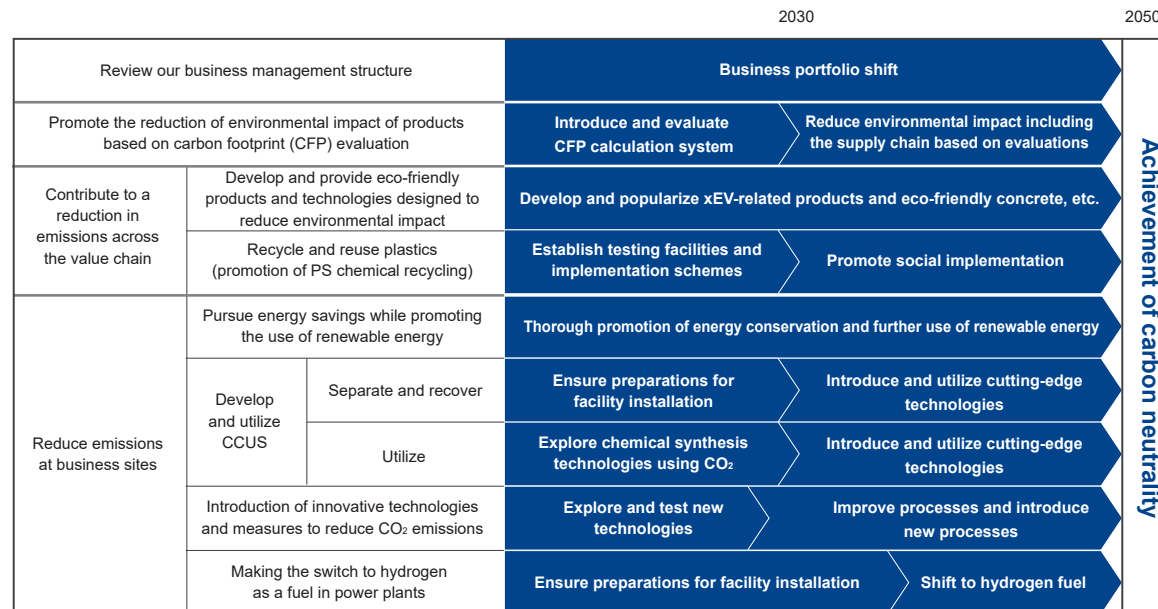 2030
2050
Review our business management structure
Business portfolio shift
Promote the reduction of environmental impact of products
based on carbon footprint (CFP) evaluation
Introduce and evaluate
CFP calculation system
Reduce environmental impact including
the supply chain based on evaluations
Contribute to a
reduction in
emissions across
the value chain
Develop and provide eco-friendly
products and technologies designed to
reduce environmental impact
Develop and popularize xEV-related products and eco-friendly concrete, etc.
Recycle and reuse plastics
(promotion of PS chemical recycling)
Establish testing facilities and
implementation schemes
Promote social implementation
Reduce emissions
at business sites
Pursue energy savings while promoting
the use of renewable energy
Thorough promotion of energy conservation and further use of renewable energy
Develop
and utilize
CCUS
Separate and recover
Ensure preparations for
facility installation
Introduce and utilize cutting-edge
technologies
Utilize
Explore chemical synthesis
technologies using CO₂
Introduce and utilize cutting-edge
technologies
Introduction of innovative technologies
and measures to reduce CO₂ emissions
Explore and test new
technologies
Improve processes and introduce
new processes
Making the switch to hydrogen
as a fuel in power plants
Ensure preparations for facility installation
Shift to hydrogen fuel
Achievement of carbon neutrality